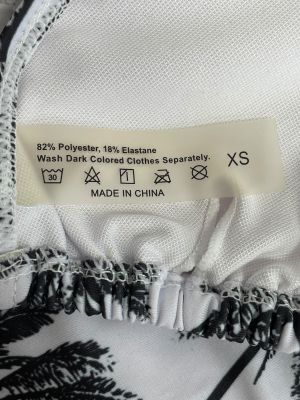 82% Polyester, 18% Elastane
Wash Dark Colored Clothes Separately.
30
XS
MADE IN CHINA